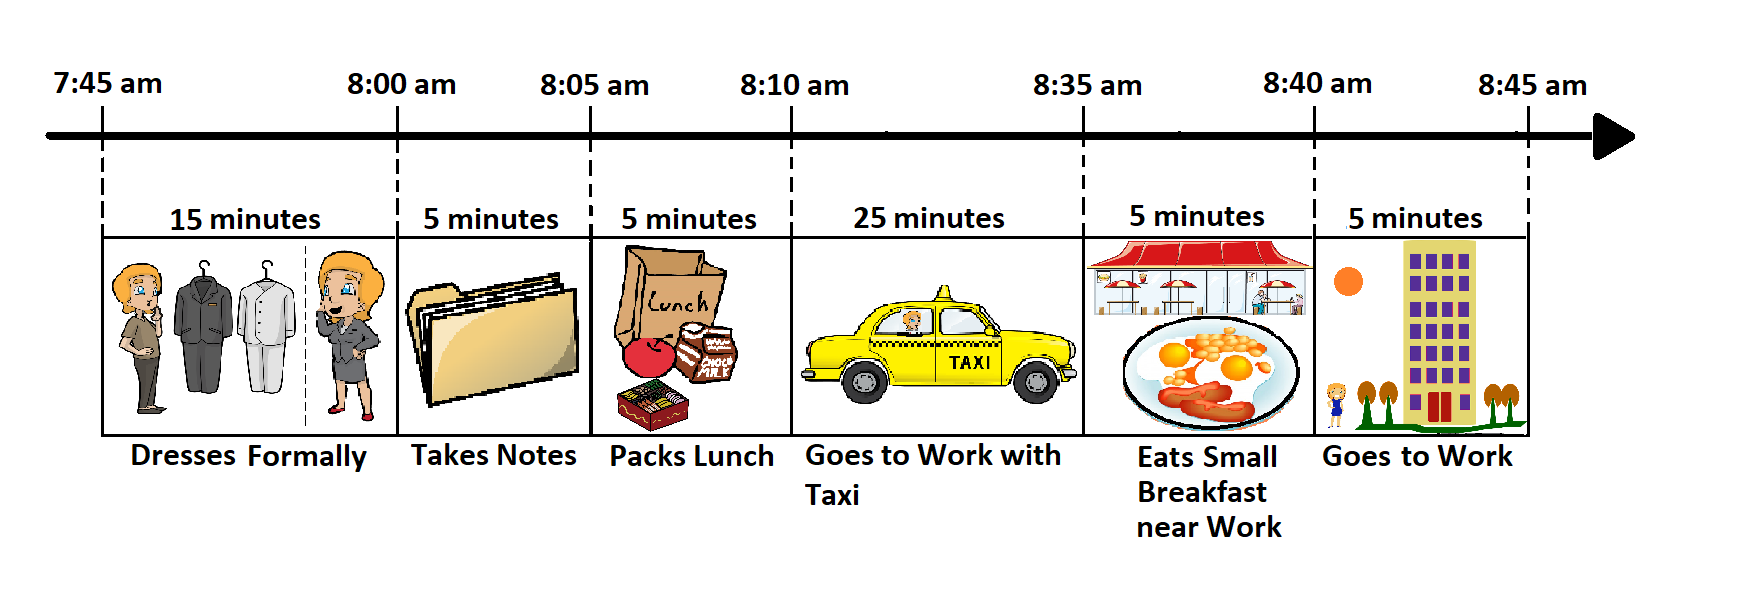 7:45 am 8:00 am 8:05 am 8:10 am 8:35 am 8:40 am 8:45 am
15 minutes 5 minutes 5 minutes 25 minutes 5 minutes 5 minutes
Lunch
CHOCO
MILK
TAXI
Dresses Formally
Takes Notes
Packs Lunch
Goes to Work with
Taxi
Eats Small
Breakfast
near Work
Goes to Work